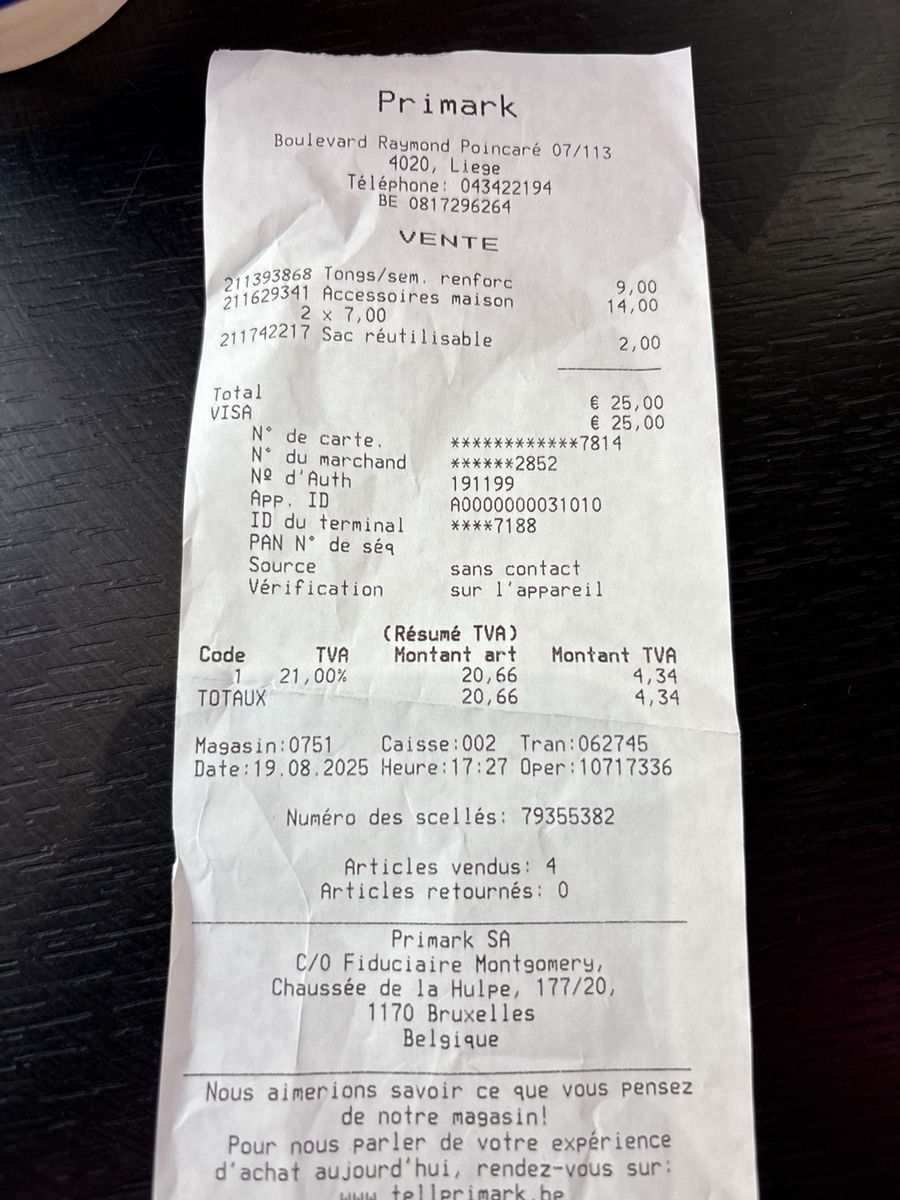 Primark
Boulevard Raymond Poincaré 07/113
4020, Liege
Téléphone: 043422194
BE 0817296264
VENTE
211393868 Tongs/sem. renforc 9,00
211629341 Accessoires maison 14,00
2 x 7,00
211742217 Sac réutilisable 2,00
Total € 25,00
VISA € 25,00
N° de carte. ************7814
N° du marchand ******2852
Nº d'Auth 191199
App. ID A0000000031010
ID du terminal ****7188
PAN N° de séq
Source sans contact
Vérification sur l'appareil
(Résumé TVA)
Code TVA Montant art Montant TVA
1 21,00% 20,66 4,34
TOTAUX 20,66 4,34
Magasin:0751 Caisse:002 Tran:062745
Date:19.08.2025 Heure:17:27 Oper:10717336
Numéro des scellés: 79355382
Articles vendus: 4
Articles retournés: 0
Primark SA
C/O Fiduciaire Montgomery,
Chaussée de la Hulpe, 177/20,
1170 Bruxelles
Belgique
Nous aimerions savoir ce que vous pensez
de notre magasin!
Pour nous parler de votre expérience
d'achat aujourd'hui, rendez-vous sur:
www.tellprimark.be